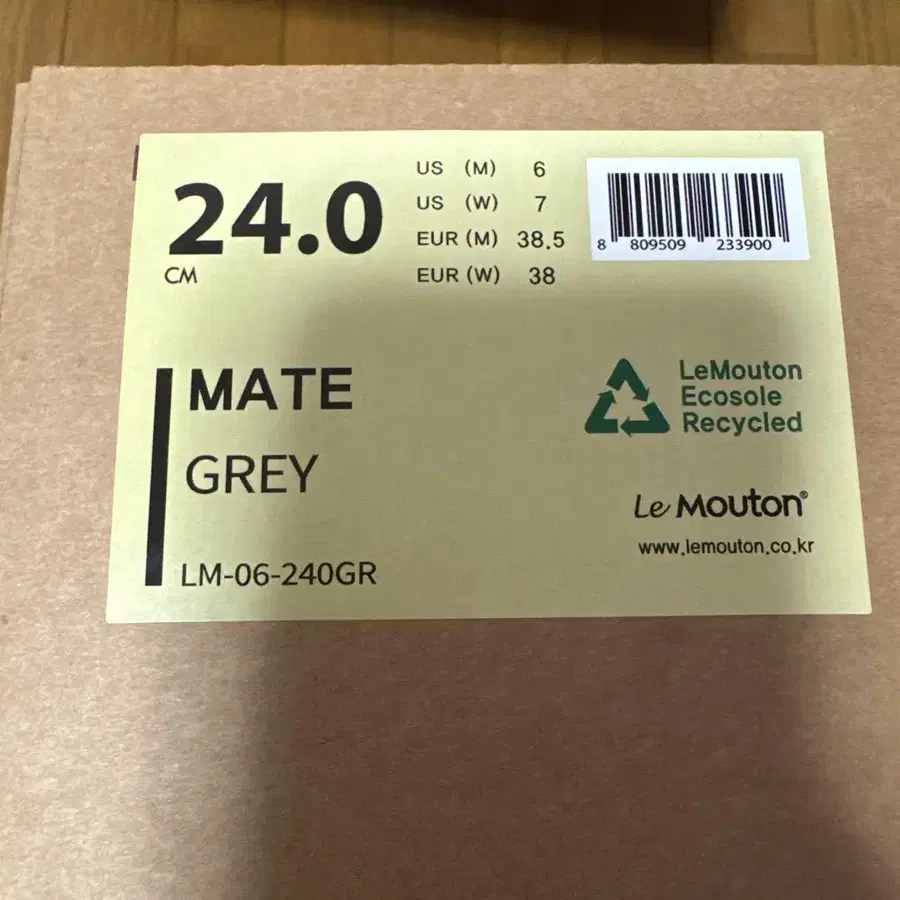 24.0
CM
US (M) 6
US (W) 7
EUR (M) 38.5
EUR (W) 38
8 809509 233900
MATE
GREY
LM-06-240GR
LeMouton
Ecosole
Recycled
Le Mouton®
www.lemouton.co.kr